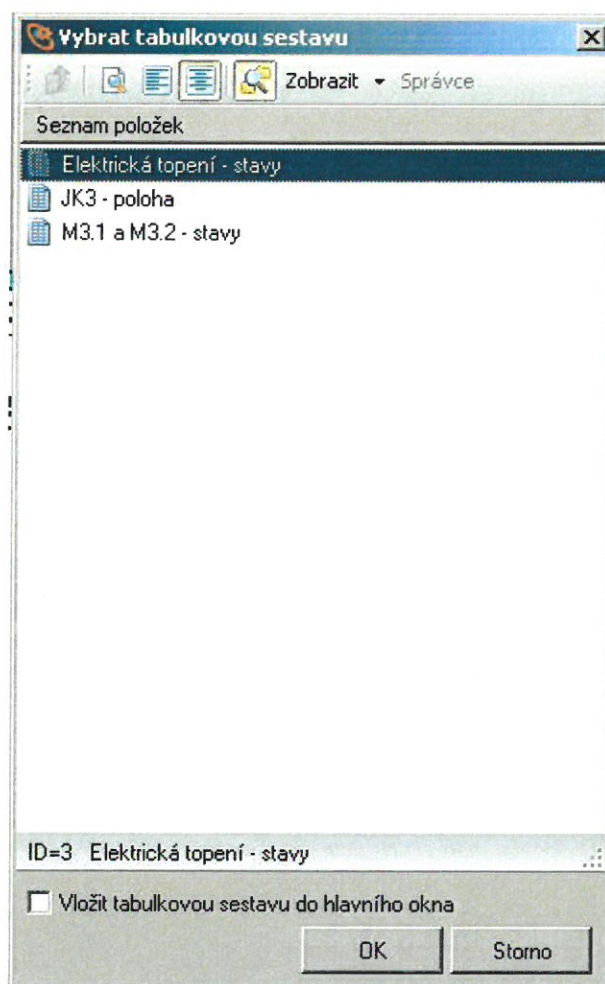 Vybrat tabulkovou sestavu
Zobrazit Správce
Seznam položek
Elektrická topení - stavy
JK3 - poloha
M3.1 a M3.2 - stavy
ID=3 Elektrická topení - stavy
Vložit tabulkovou sestavu do hlavního okna
OK Storno